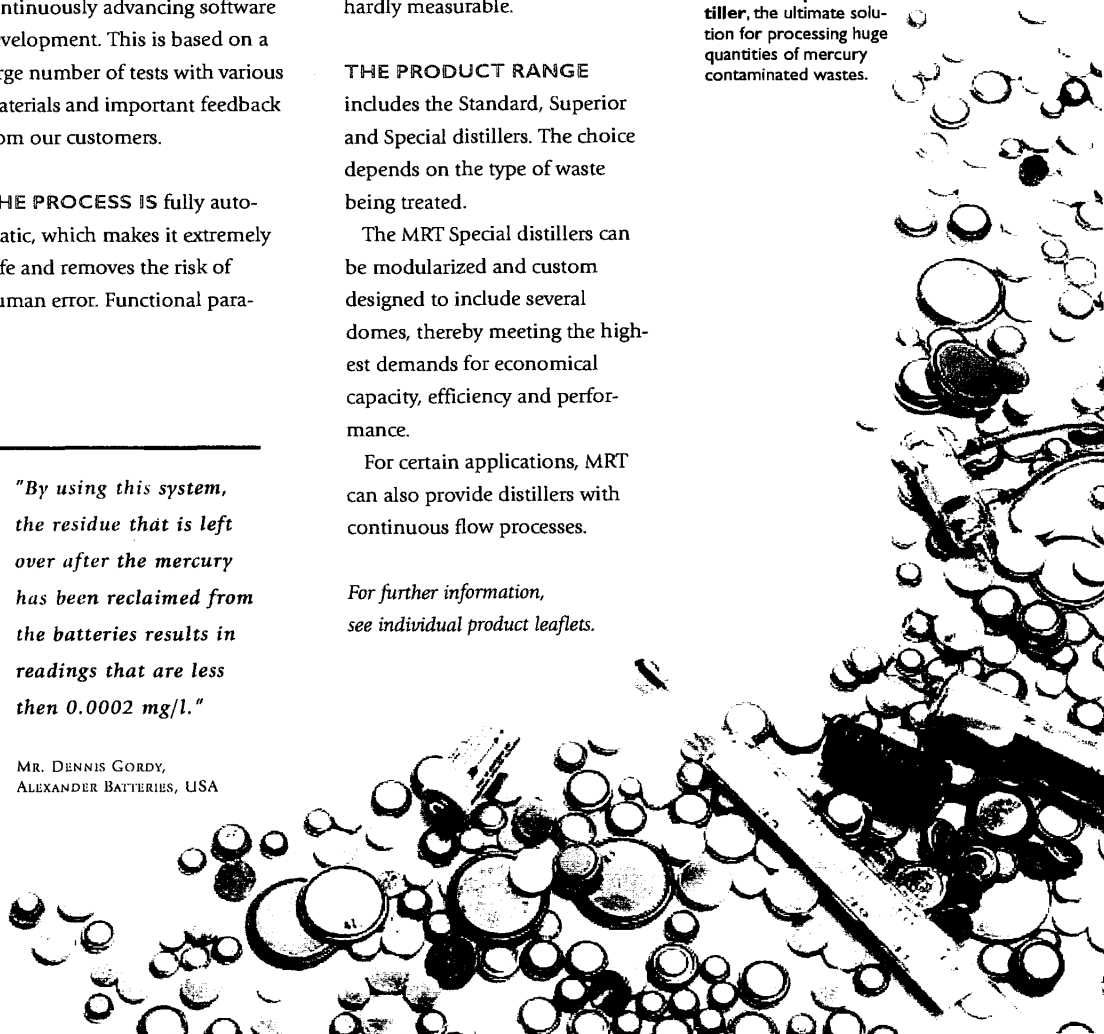 ntinuously advancing software
velopment. This is based on a
rge number of tests with various
aterials and important feedback
om our customers.
HE PROCESS IS fully auto-
atic, which makes it extremely
fe and removes the risk of
uman error. Functional para-
"By using this system,
the residue that is left
over after the mercury
has been reclaimed from
the batteries results in
readings that are less
then 0.0002 mg/l."
MR. DENNIS GORDY,
ALEXANDER BATTERIES, USA
hardly measurable.
THE PRODUCT RANGE
includes the Standard, Superior
and Special distillers. The choice
depends on the type of waste
being treated.
The MRT Special distillers can
be modularized and custom
designed to include several
domes, thereby meeting the high-
est demands for economical
capacity, efficiency and perfor-
mance.
For certain applications, MRT
can also provide distillers with
continuous flow processes.
For further information,
see individual product leaflets.
tiller, the ultimate solu-
tion for processing huge
quantities of mercury
contaminated wastes.